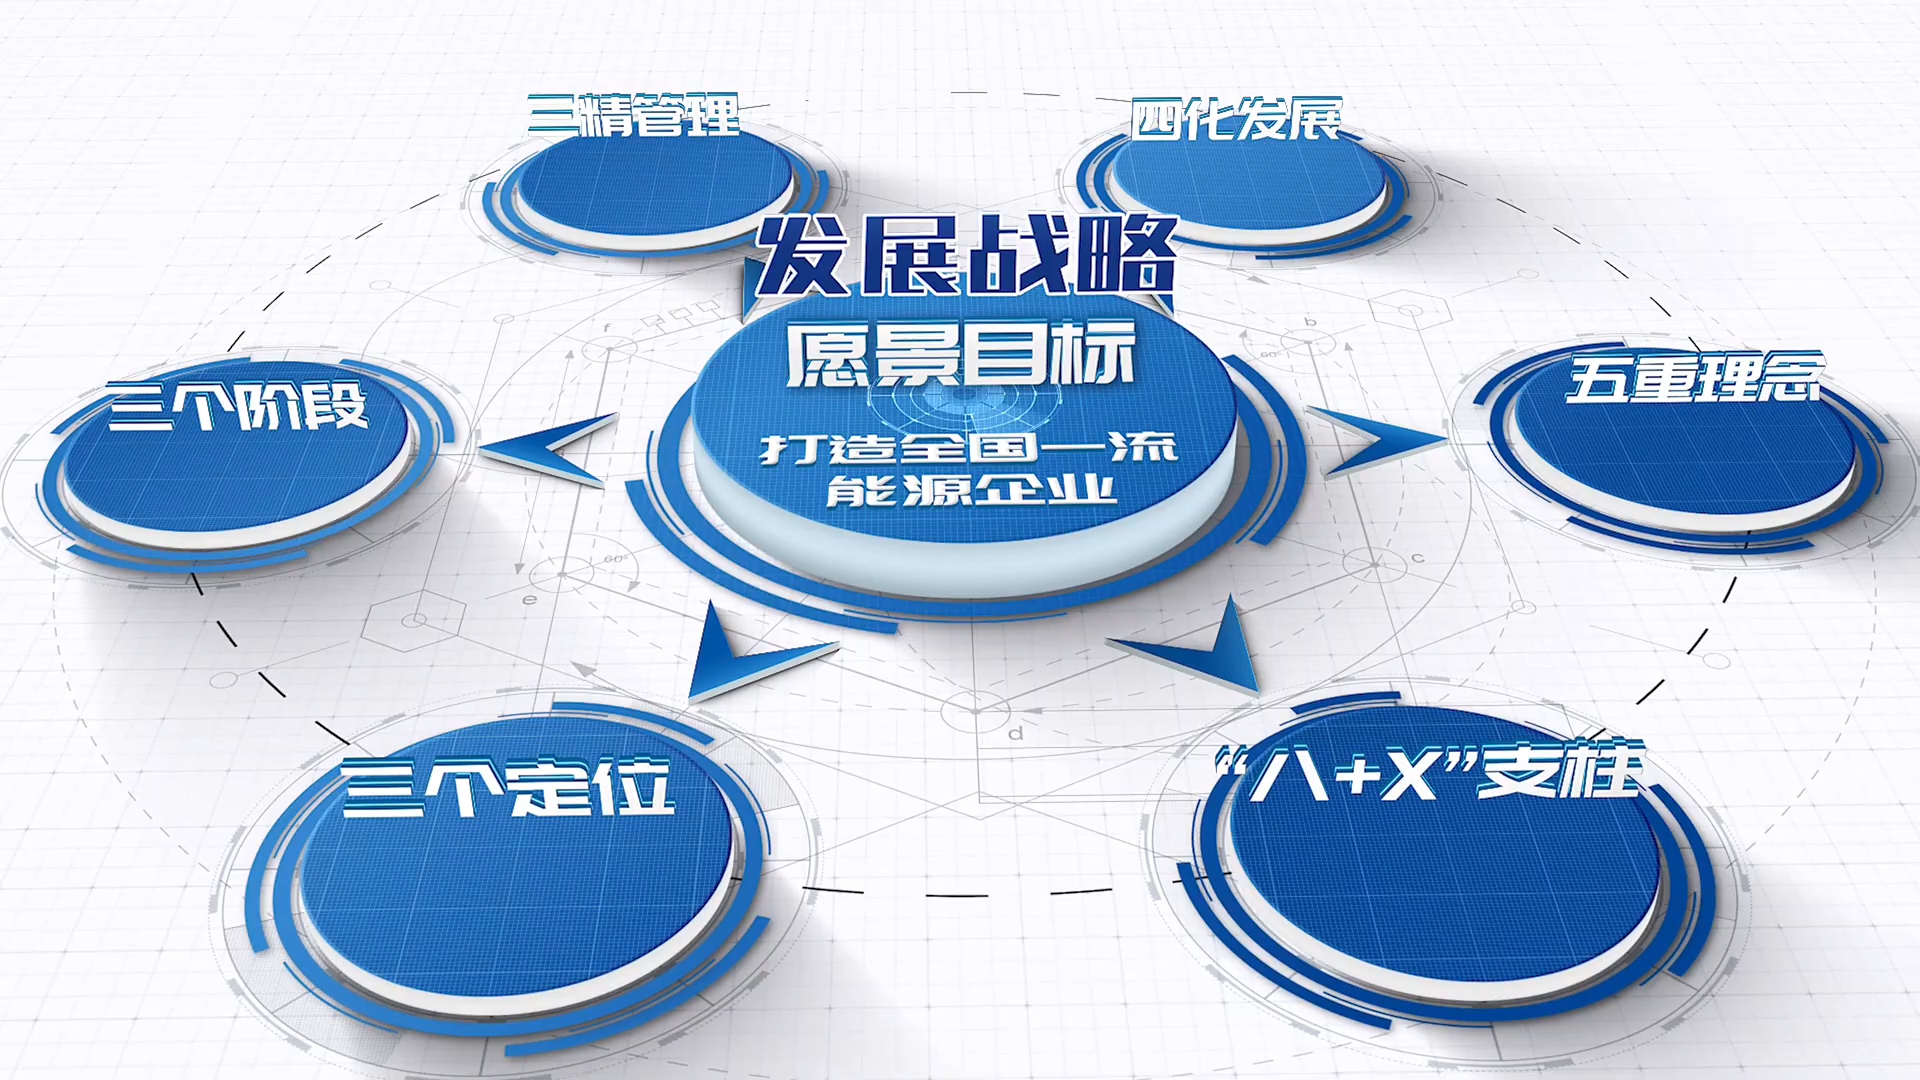 三精管理
四化发展
发展战略
愿景目标
打造全国一流
能源企业
三个阶段
五重理念
三个定位
“八+X”支柱
f
b
60°
60°
e
c
d